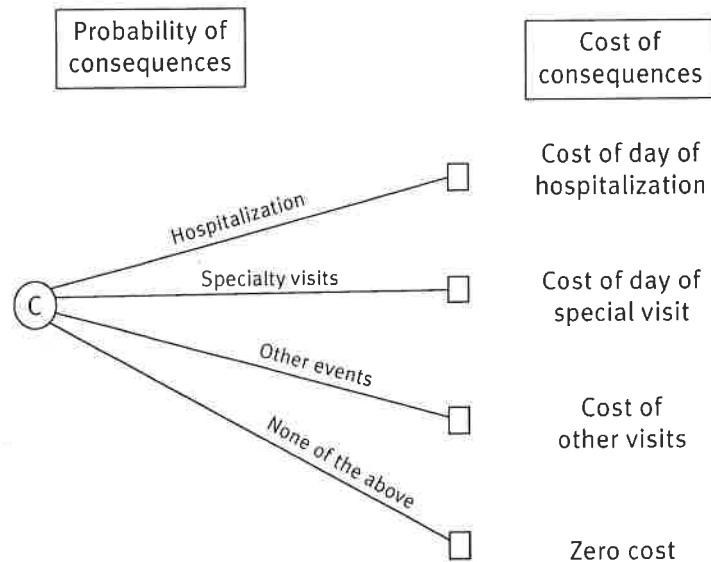 Probability of
consequences
Cost of
consequences
Cost of day of
hospitalization
Hospitalization
Specialty visits
Cost of day of
special visit
C
Other events
Cost of
other visits
None of the above
Zero cost